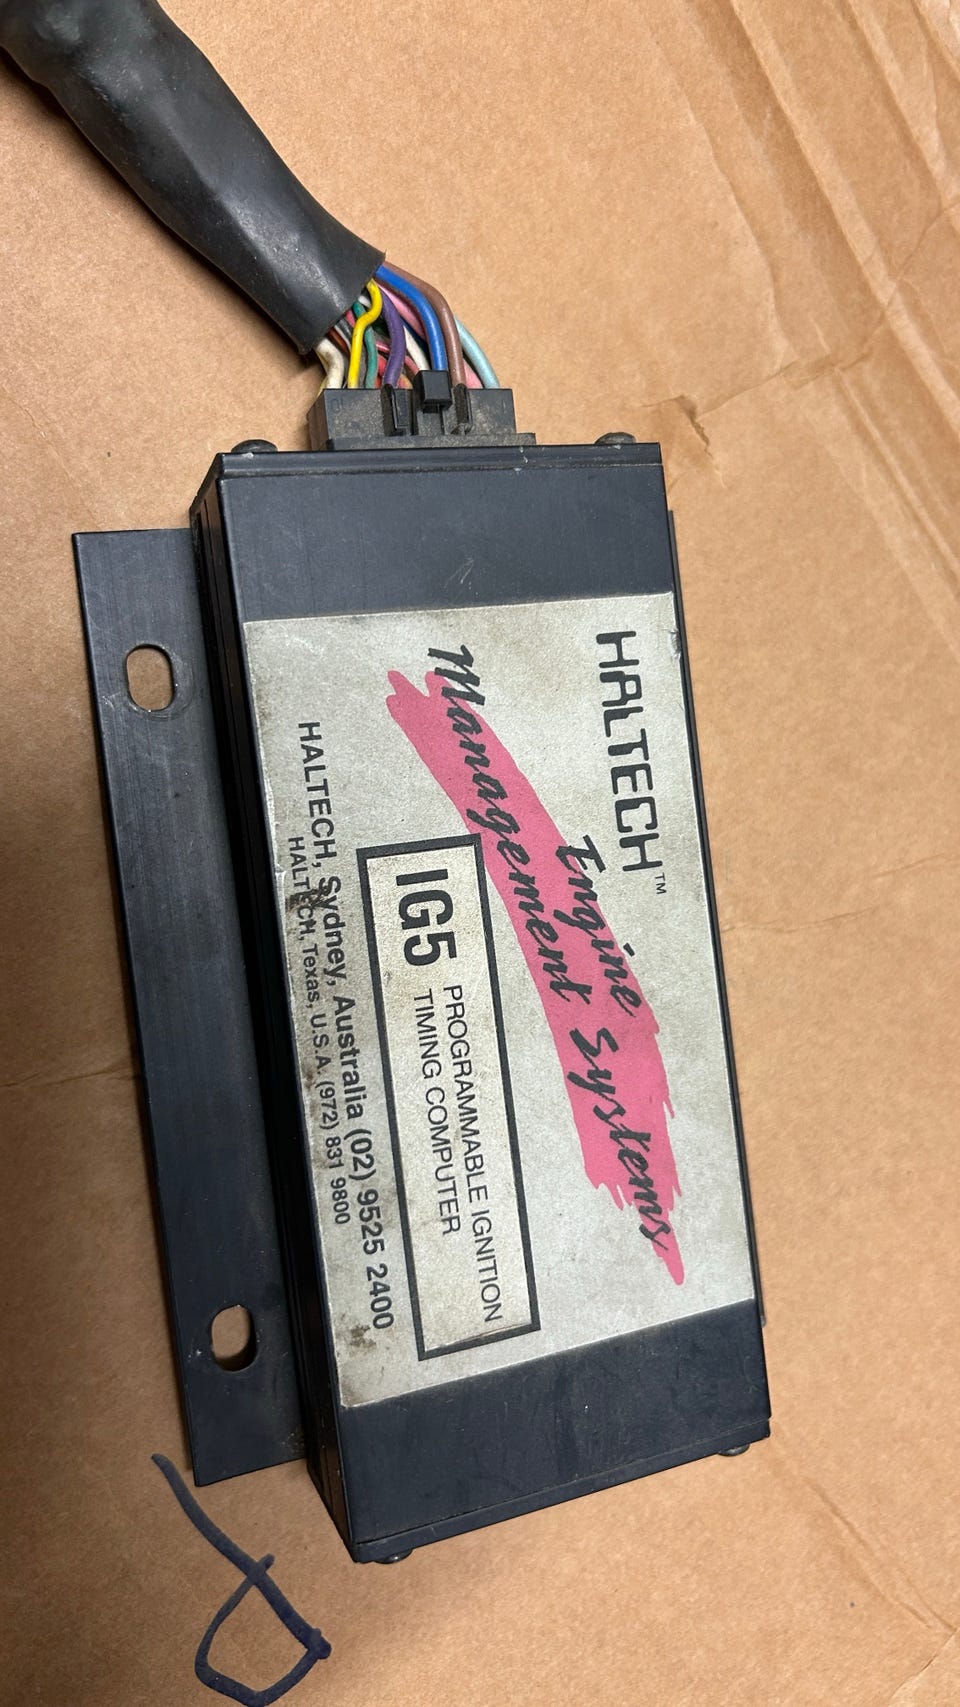 HALTECH™
Engine
Management Systems
IG5 PROGRAMMABLE IGNITION
TIMING COMPUTER
HALTECH, Sydney, Australia (02) 9525 2400
HALTECH, Texas, U.S.A. (972) 831 9800